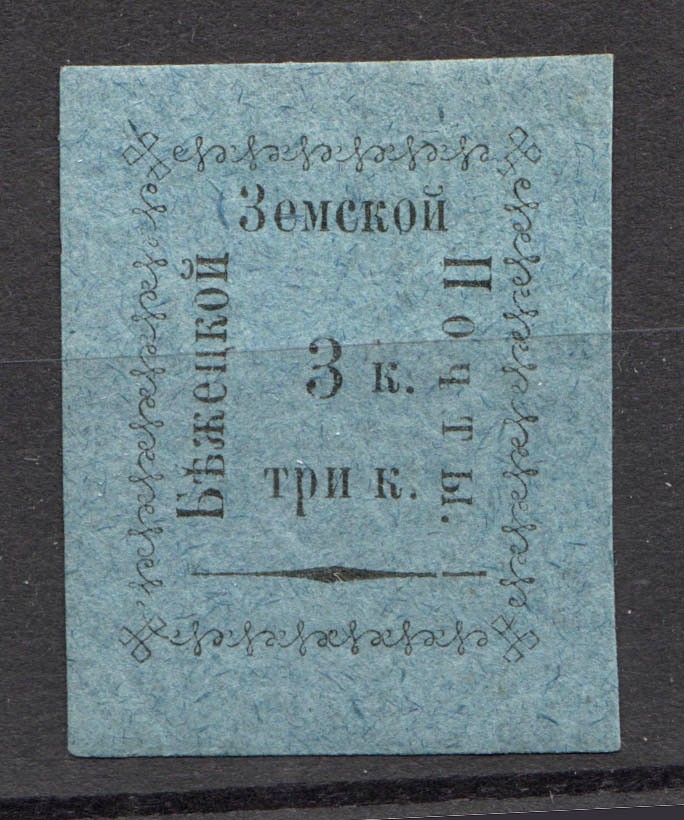 Бѣжецкой
Земской
Почты.
3 к.
три к.